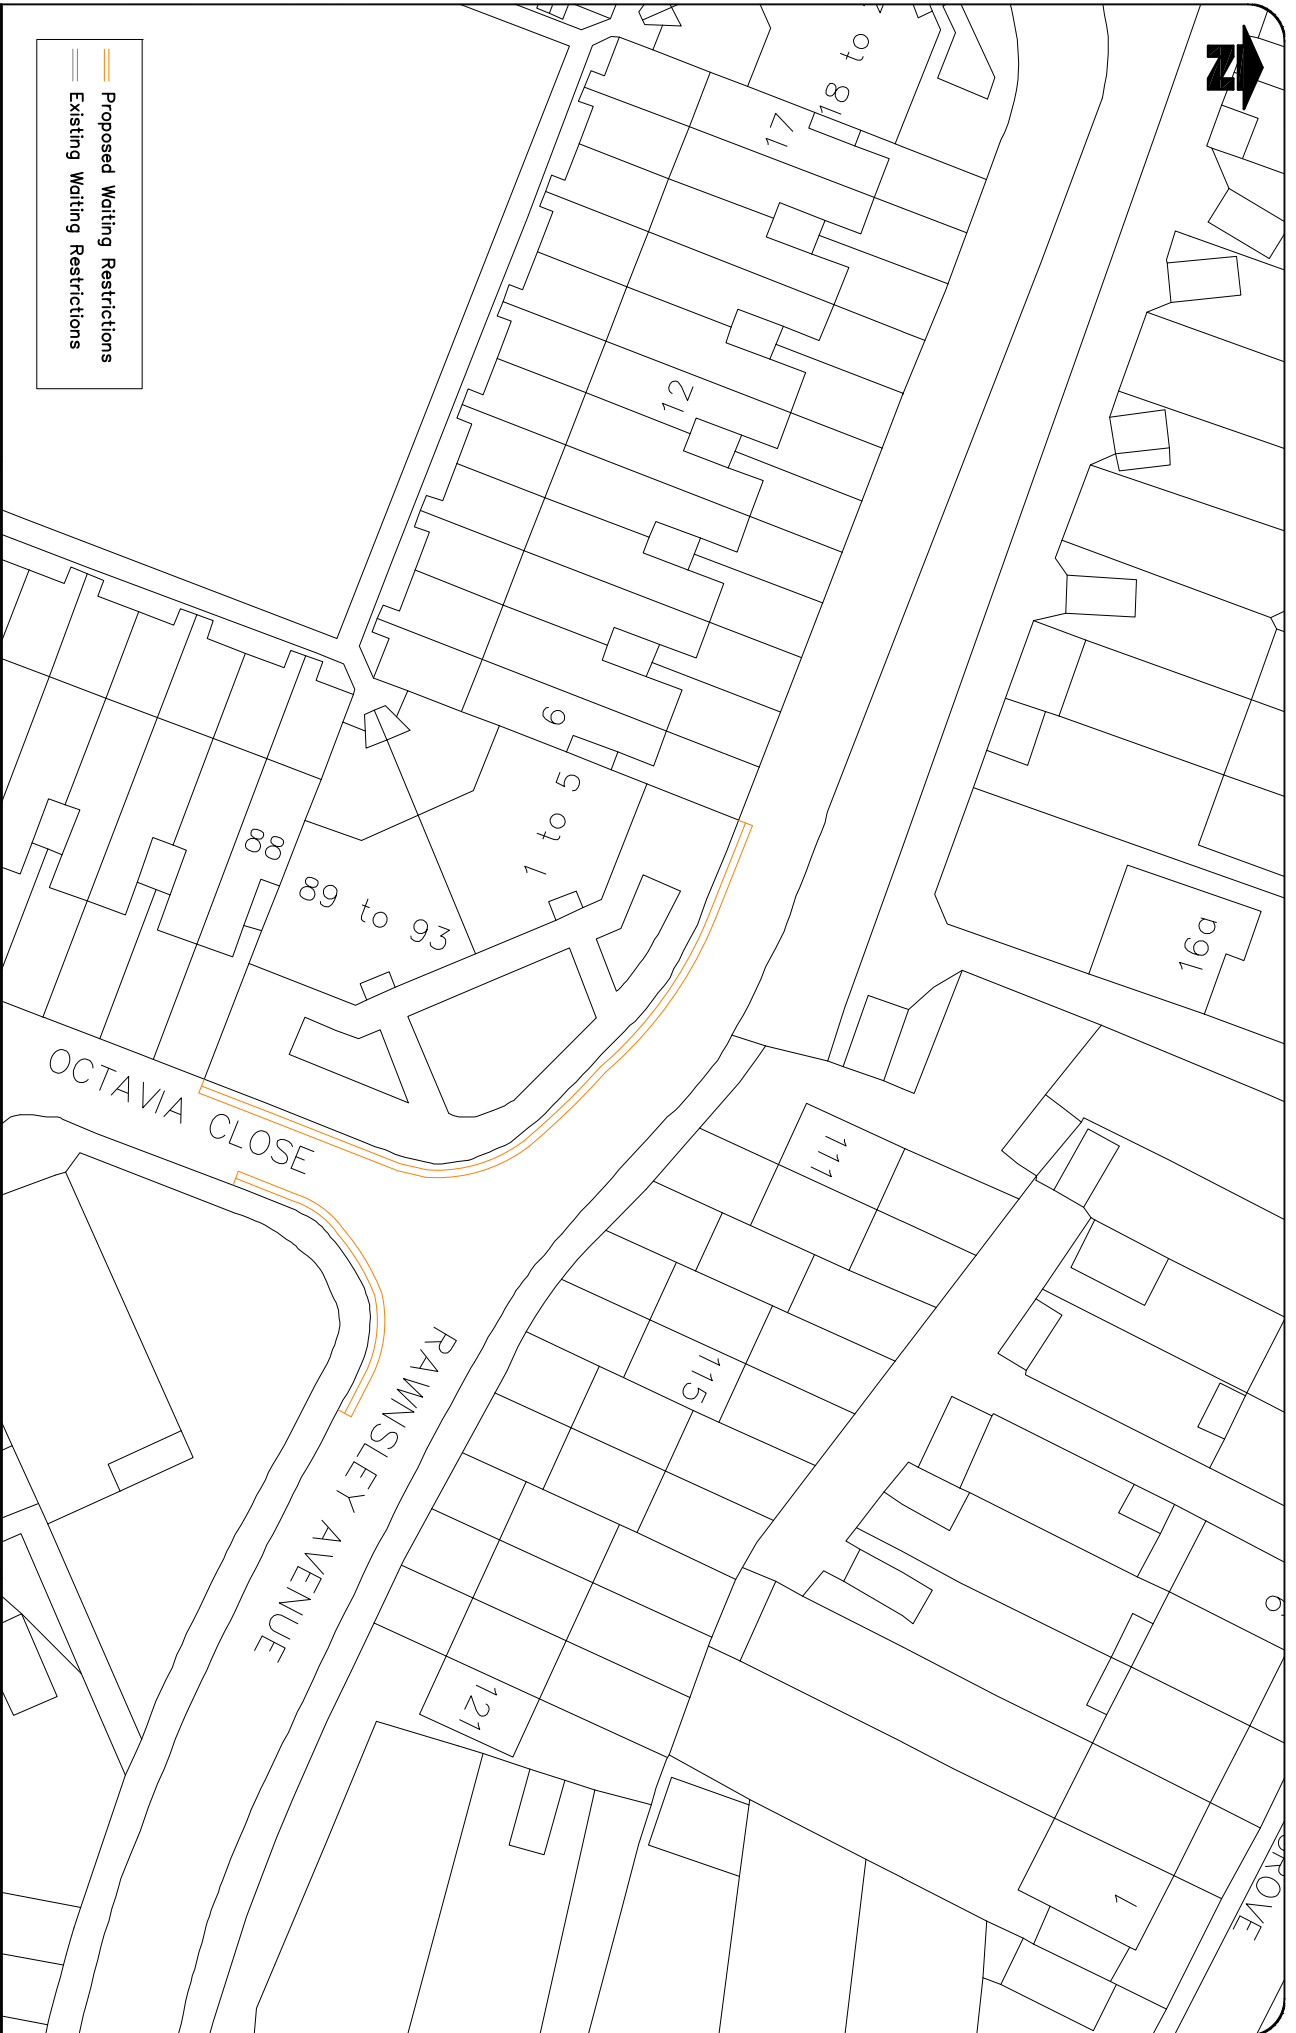 Proposed Waiting Restrictions
Existing Waiting Restrictions
N
18 to
17
12
6
1 to 5
88
89 to 93
16a
OCTAVIA CLOSE
RAWNSLEY AVENUE
111
115
121
9
1